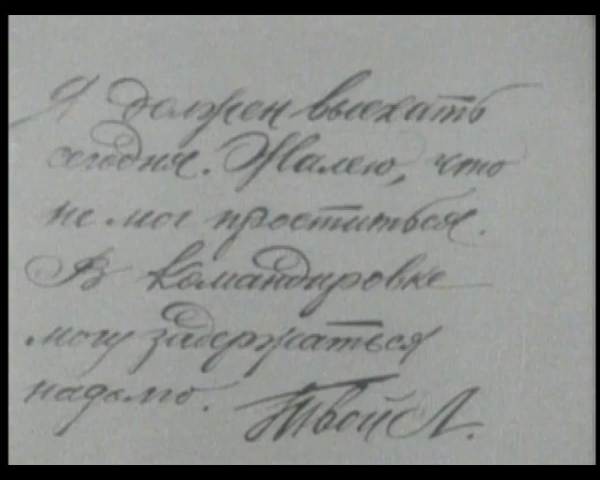 Я должен выехать
сегодня. Жалею, что
не мог проститься.
В командировке
могу задержаться
надолго. Твой Л.